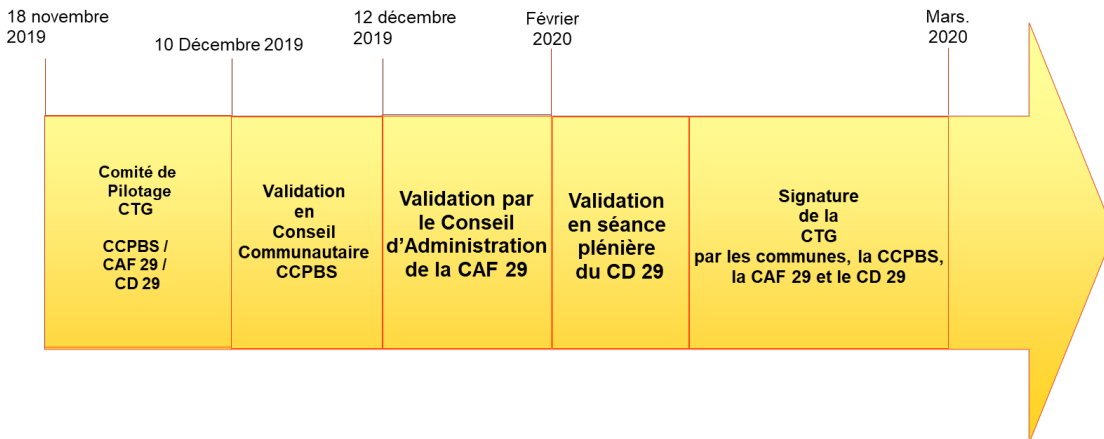 18 novembre
2019
10 Décembre 2019
12 décembre
2019
Février
2020
Mars.
2020
Comité de
Pilotage
CTG
CCPBS /
CAF 29 /
CD 29
Validation
en
Conseil
Communautaire
CCPBS
Validation par
le Conseil
d’Administration
de la CAF 29
Validation
en séance
plénière
du CD 29
Signature
de la
CTG
par les communes, la CCPBS,
la CAF 29 et le CD 29